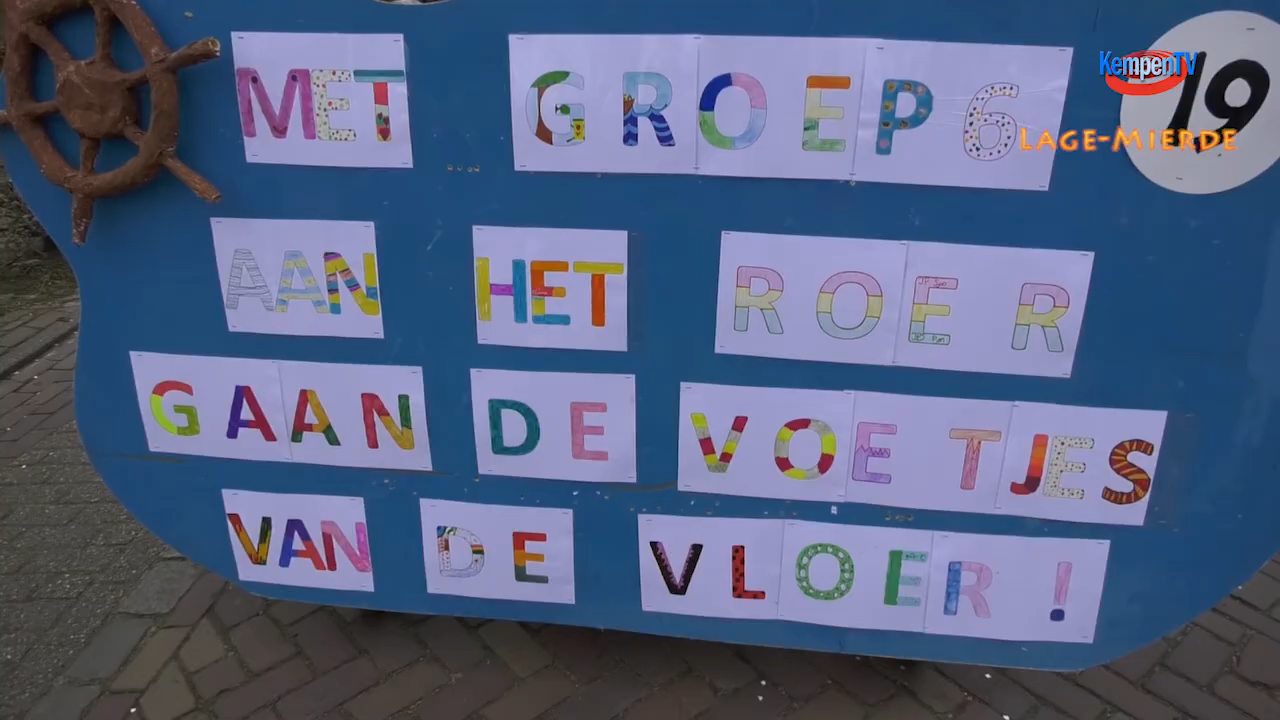 MET GROEP 6
AAN HET ROER
GAAN DE VOETJES
VAN DE VLOER!
19
KempenTV
LAGE-MIERDE